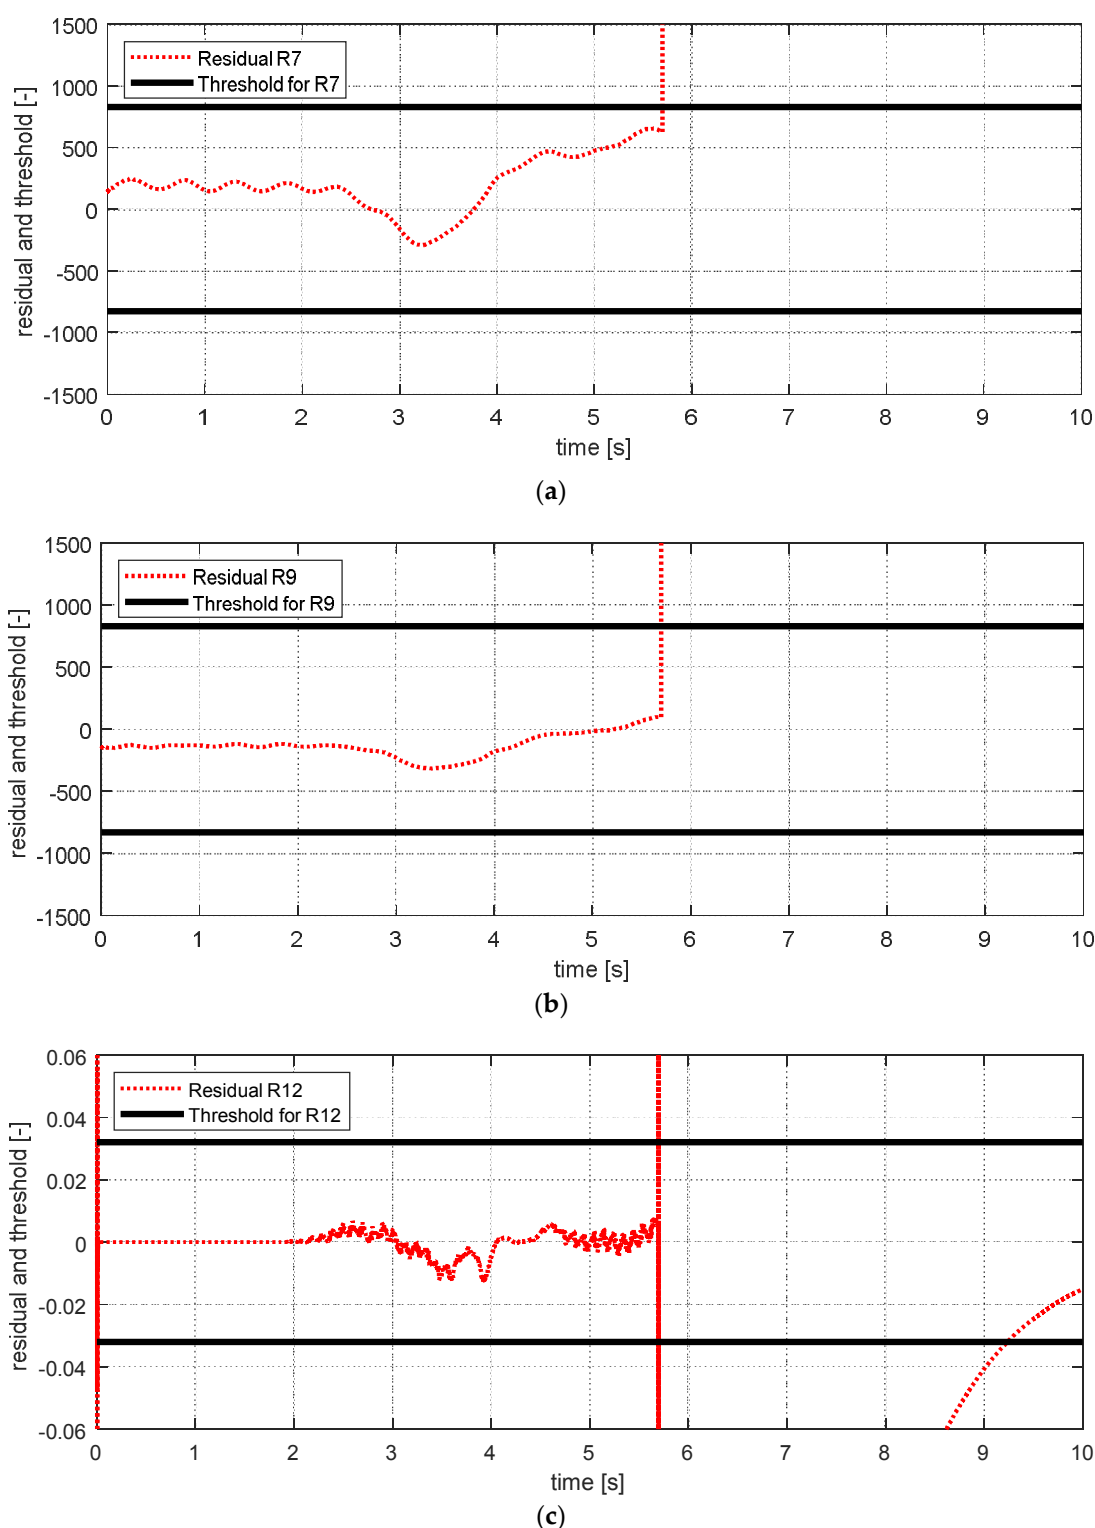 1500
1000
500
0
-500
-1000
-1500
residual and threshold [-]
Residual R7
Threshold for R7
0 1 2 3 4 5 6 7 8 9 10
time [s]
(a)
1500
1000
500
0
-500
-1000
-1500
residual and threshold [-]
Residual R9
Threshold for R9
0 1 2 3 4 5 6 7 8 9 10
time [s]
(b)
0.06
0.04
0.02
0
-0.02
-0.04
-0.06
residual and threshold [-]
Residual R12
Threshold for R12
0 1 2 3 4 5 6 7 8 9 10
time [s]
(c)